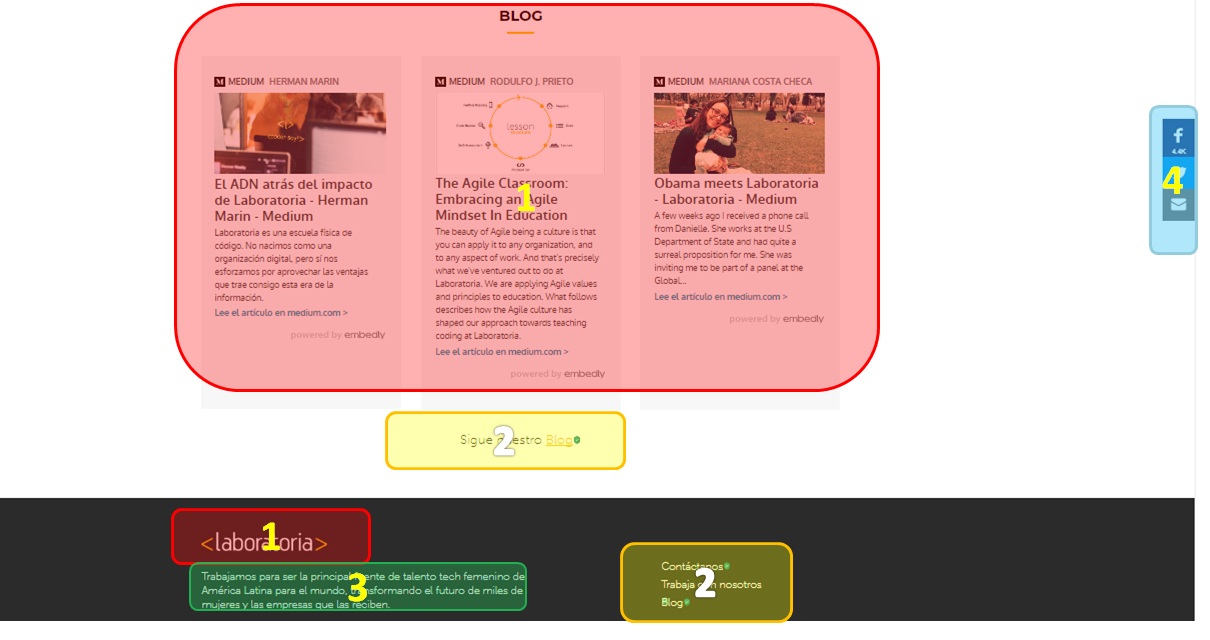 BLOG
MEDIUM HERMAN MARIN
El ADN atrás del impacto
de Laboratoria - Herman
Marin - Medium
Laboratoria es una escuela física de
código. No nacimos como una
organización digital, pero sí nos
esforzamos por aprovechar las ventajas
que trae consigo esta era de la
información.
Lee el artículo en medium.com >
powered by embedly
MEDIUM RODULFO J. PRIETO
lesson
The Agile Classroom:
Embracing an Agile
Mindset In Education
1
The beauty of Agile being a culture is that
you can apply it to any organization, and
to any aspect of work. And that's precisely
what we've ventured out to do at
Laboratoria. We are applying Agile values
and principles to education. What follows
describes how the Agile culture has
shaped our approach towards teaching
coding at Laboratoria.
Lee el artículo en medium.com >
powered by embedly
MEDIUM MARIANA COSTA CHECA
Obama meets Laboratoria
- Laboratoria - Medium
A few weeks ago I received a phone call
from Danielle. She works at the U.S
Department of State and had quite a
surreal proposition for me. She was
inviting me to be part of a panel at the
Global...
Lee el artículo en medium.com >
powered by embedly
4.4K
4
Sigue nuestro Blog
2
<laboratoria>
1
Trabajamos para ser la principal fuente de talento tech femenino de
América Latina para el mundo, transformando el futuro de miles de
mujeres y las empresas que las reciben.
3
Contáctanos
Trabaja con nosotros
Blog
2